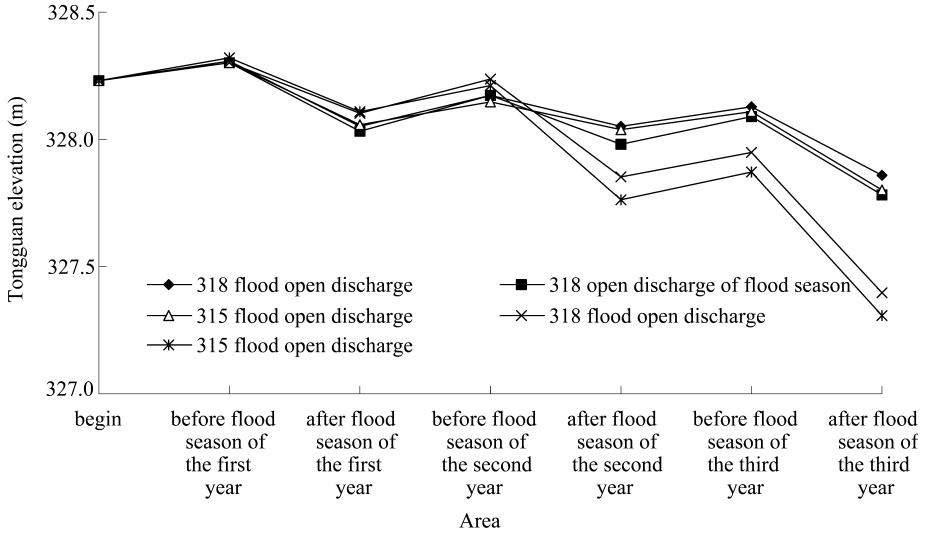 328.5
328.0
327.5
327.0
Tongguan elevation (m)
318 flood open discharge
318 open discharge of flood season
315 flood open discharge
318 flood open discharge
315 flood open discharge
begin
before flood
season of
the first
year
after flood
season of
the first
year
before flood
season of
the second
year
after flood
season of
the second
year
before flood
season of
the third
year
after flood
season of
the third
year
Area